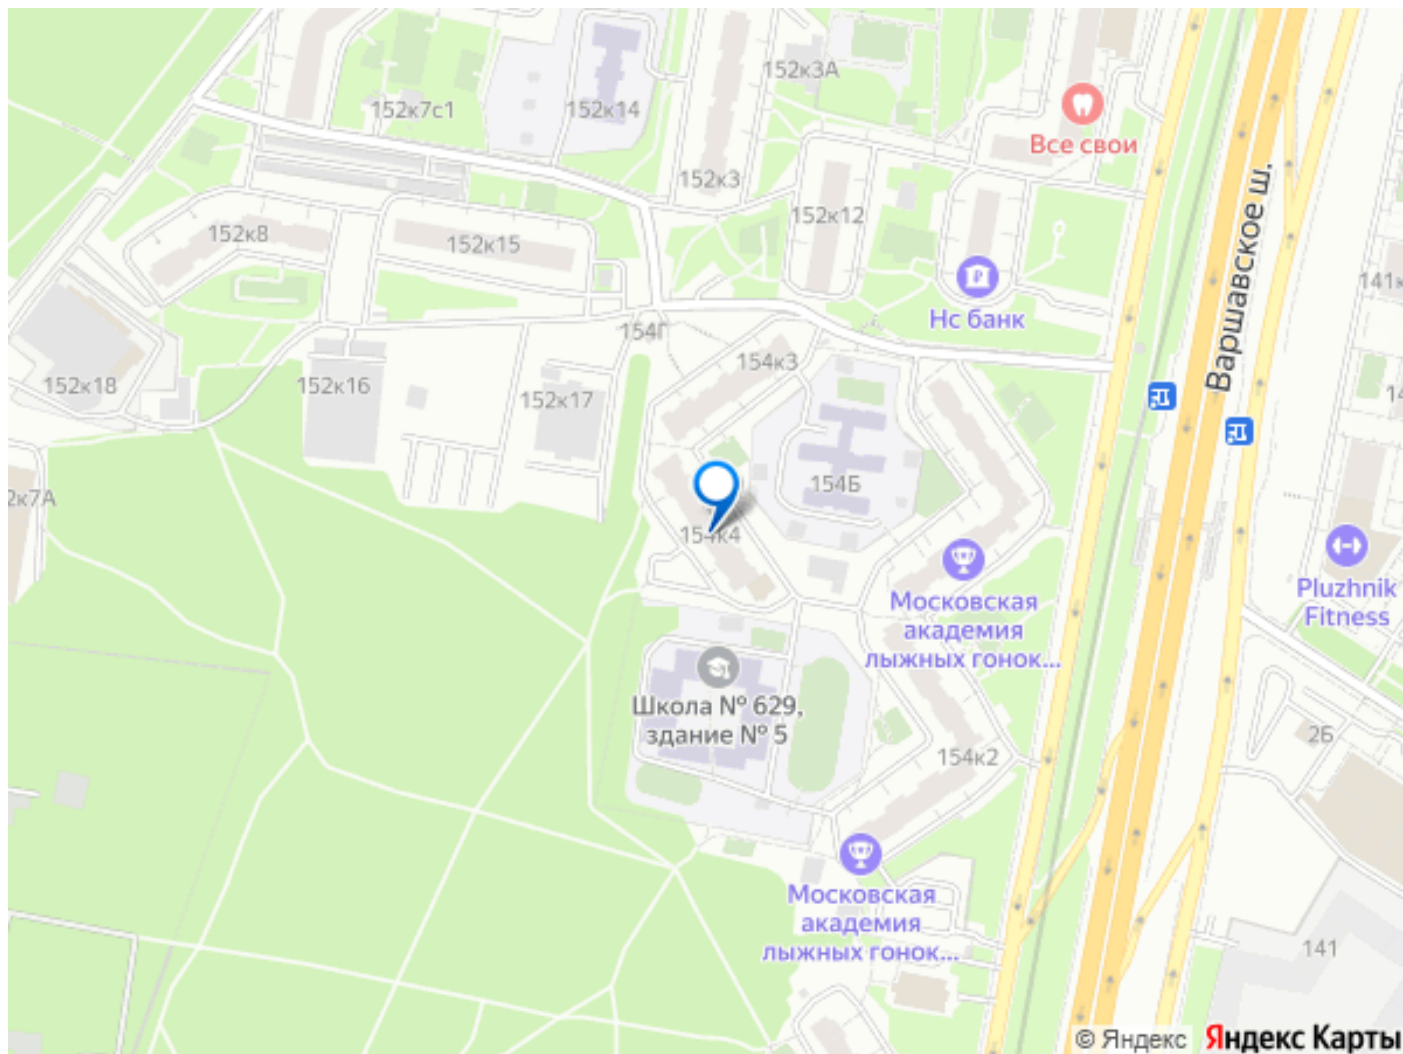 152к3А
152к7с1
152к14
Все свои
152к3
152к12
Варшавское ш.
152к8
152к15
Нс банк
154Г
154к3
152к18
152к16
152к17
154Б
154к4
Московская
академия
лыжных гонок...
Pluzhnik
Fitness
Школа № 629,
здание № 5
2Б
154к2
Московская
академия
лыжных гонок...
141
© Яндекс
Яндекс Карты